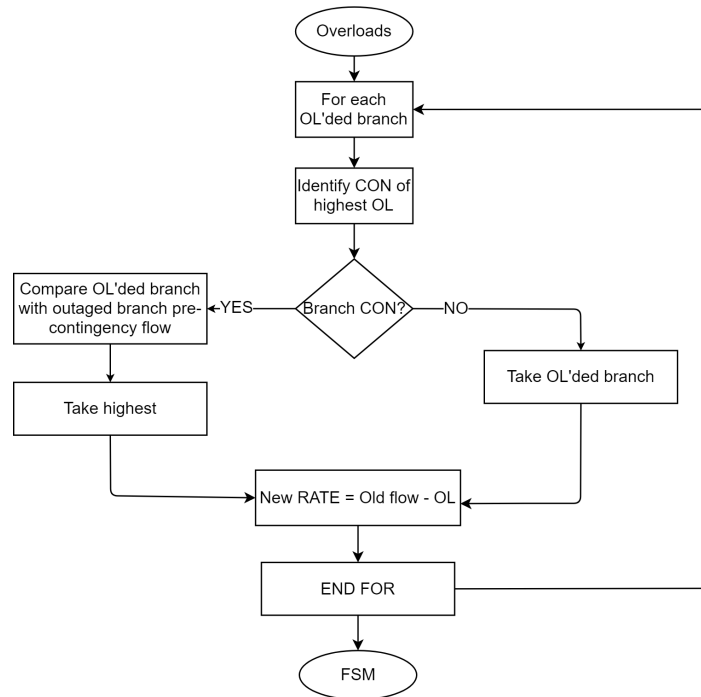 Overloads
For each
OL'ded branch
Identify CON of
highest OL
Branch CON?
YES
NO
Compare OL'ded branch
with outaged branch pre-
contingency flow
Take highest
Take OL'ded branch
New RATE = Old flow - OL
END FOR
FSM